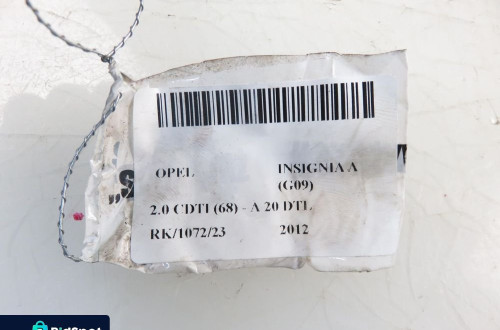 OPEL INSIGNIA A
(G09)
2.0 CDTI (68) - A 20 DTL
RK/1072/23 2012